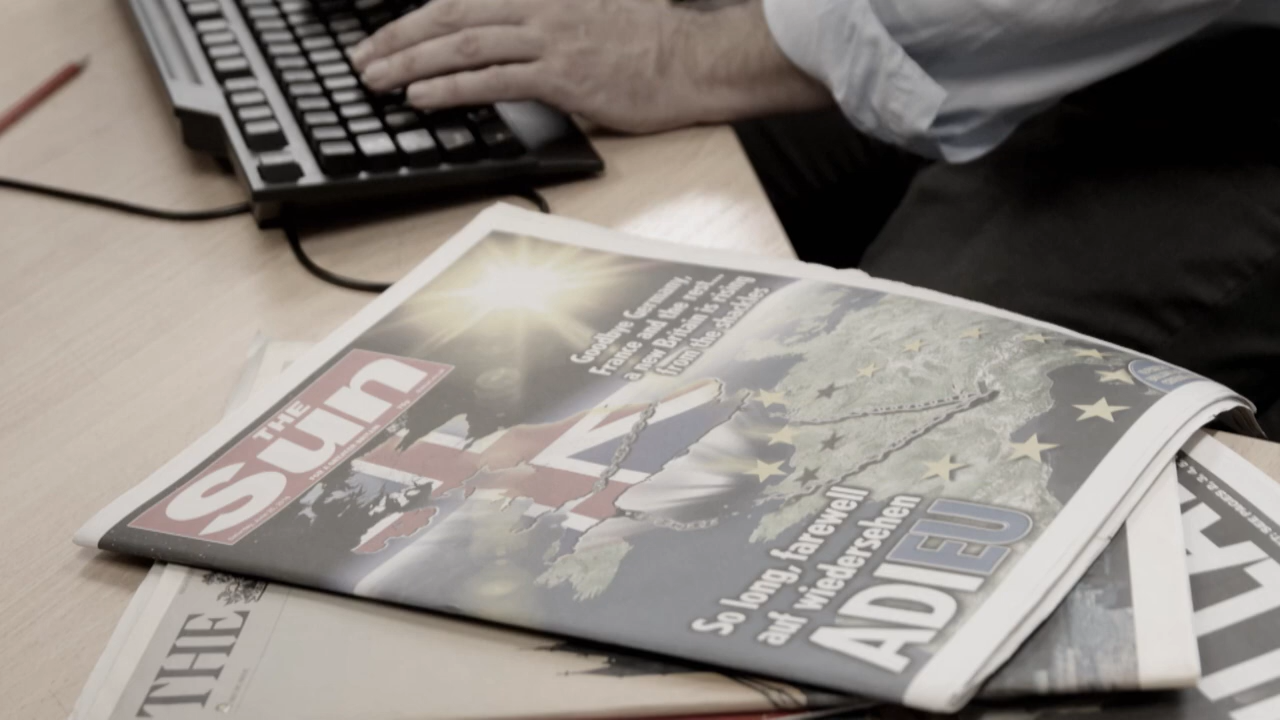 THE
Sun
Goodbye Germany,
France and the rest...
a new Britain is rising
from the shackles
So long, farewell
auf wiedersehen
ADIEU
THE